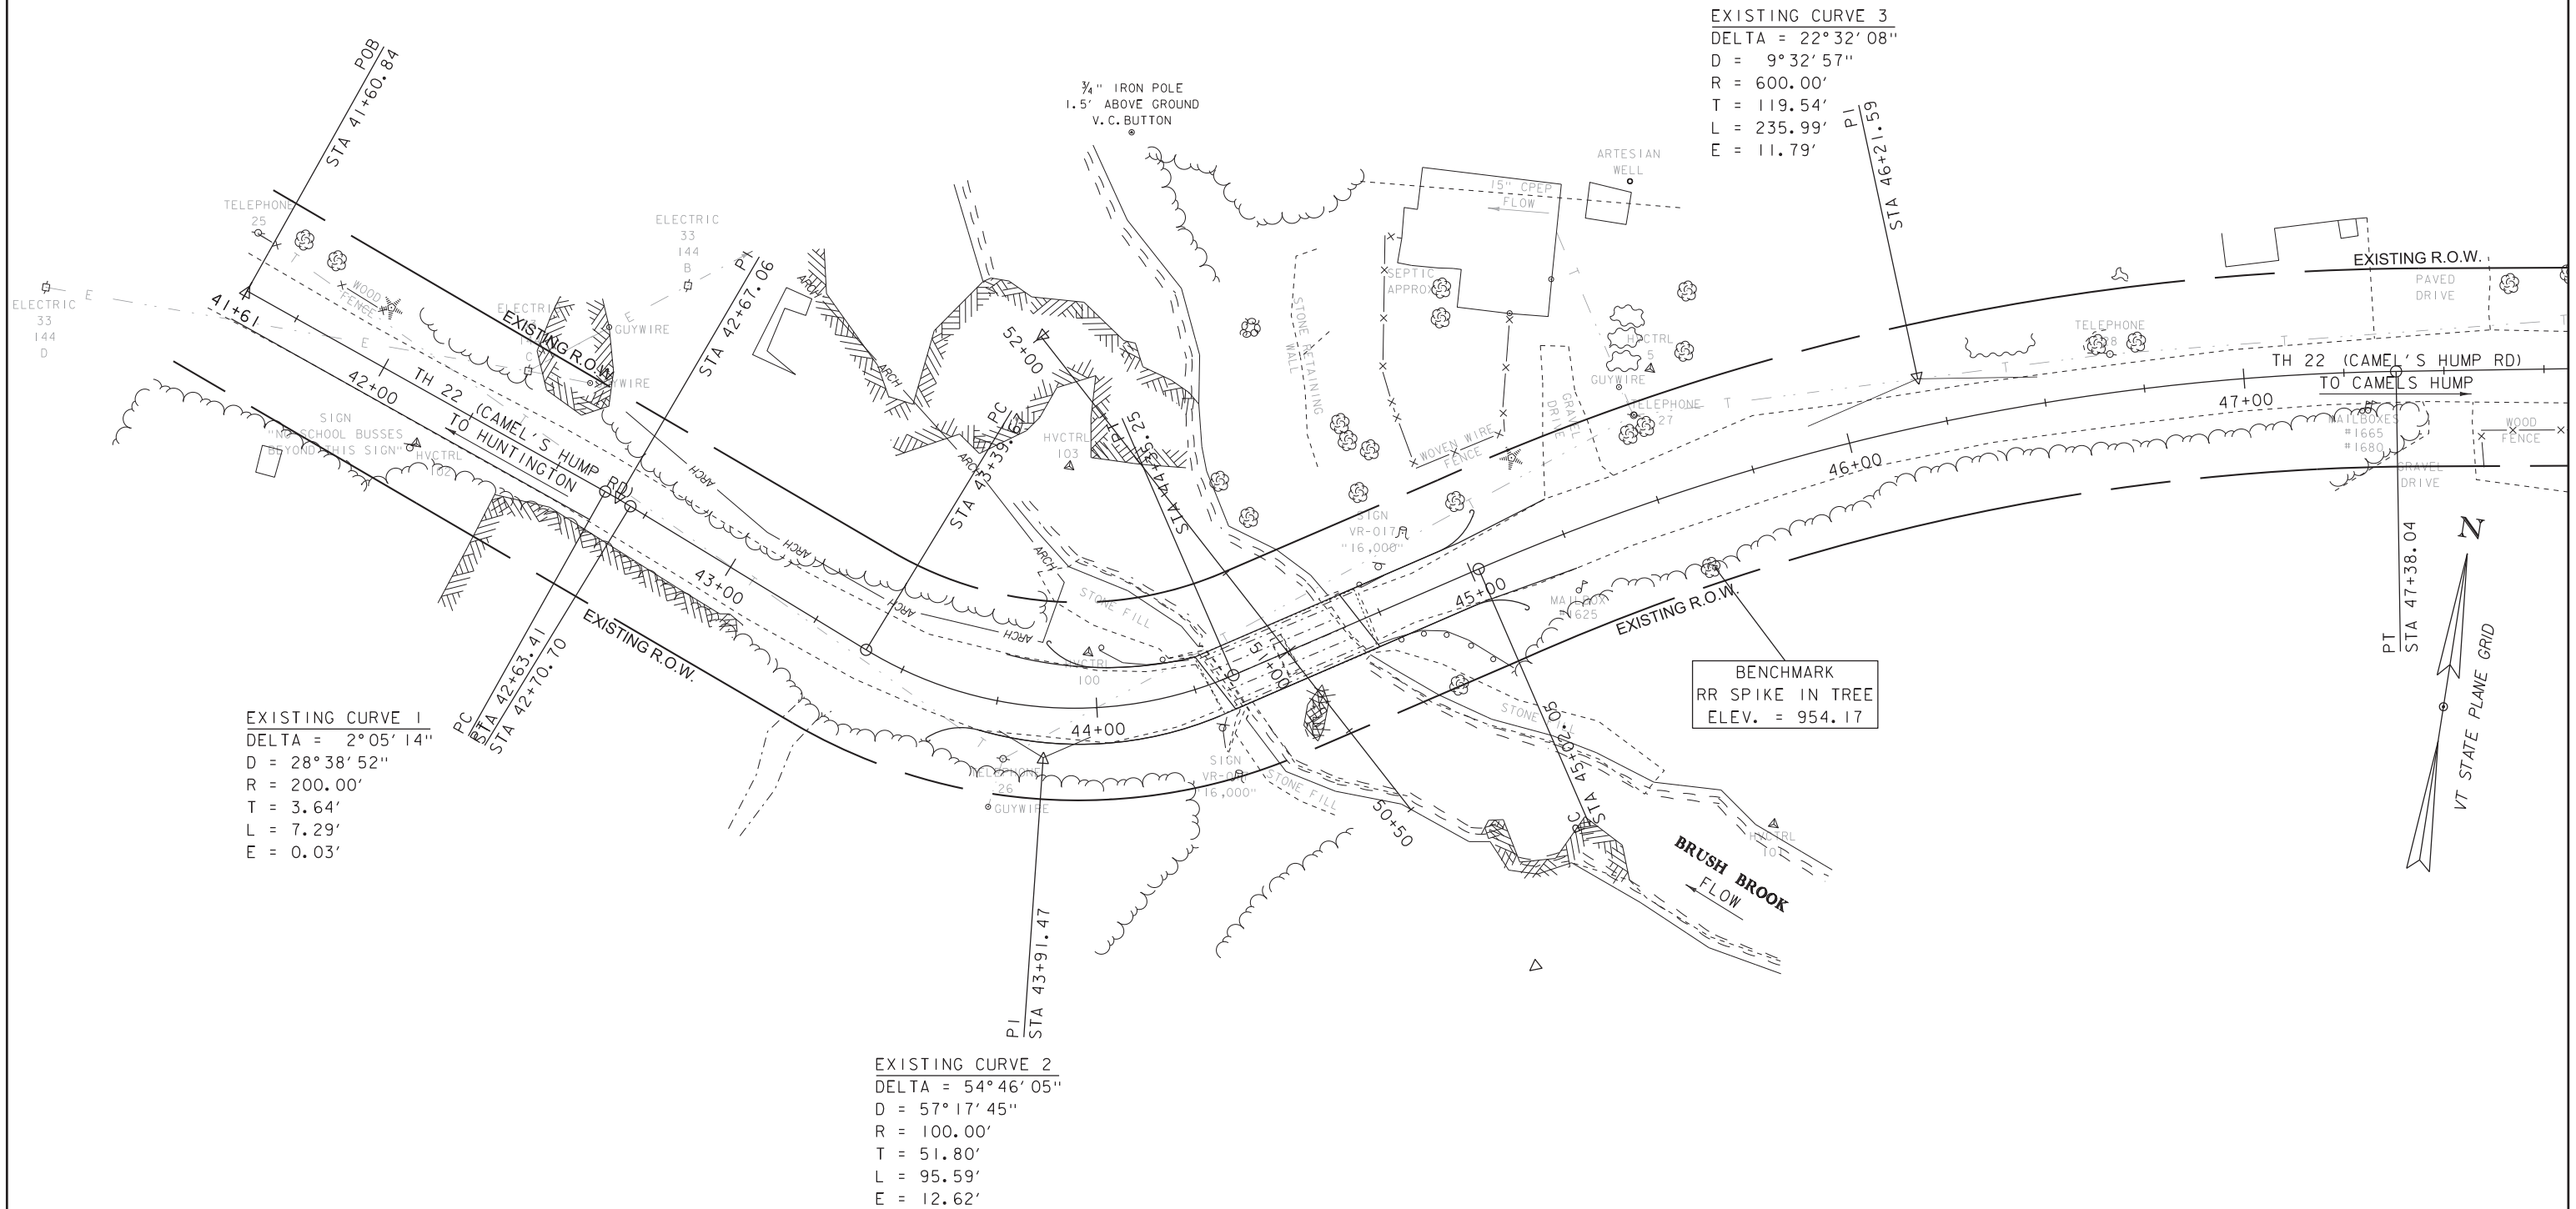 EXISTING CURVE 3
DELTA = 22°32'08"
D = 9°32'57"
R = 600.00'
T = 119.54'
L = 235.99'
E = 11.79'
POB
STA 41+60.84
¾" IRON POLE
1.5' ABOVE GROUND
V.C.BUTTON
PI
STA 46+21.59
ARTESIAN
WELL
15" CPEP
FLOW
TELEPHONE
25
ELECTRIC
33
144
B
PI
STA 42+67.06
ELECTRIC
33
144
D
E
E
E
T
WOOD
FENCE
GUYWIRE
C
EXISTING R.O.W.
41+61
42+00
TH 22 (CAMEL'S HUMP RD)
TO HUNTINGTON
SIGN
"NO SCHOOL BUSSES
BEYOND THIS SIGN"
HVCTRL
102
ARCH
ARCH
ARCH
ARCH
ARCH
ARCH
ARCH
ARCH
52+00
PC
STA 43+39.67
HVCTRL
103
PT
STA 44+35.25
STONE RETAINING
WALL
SEPTIC
APPROX
HVCTRL
5
GUYWIRE
TELEPHONE
27
GRAVEL
DRIVE
WOVEN WIRE
FENCE
SIGN
VR-017
"16,000"
TELEPHONE
28
EXISTING R.O.W.
PAVED
DRIVE
TH 22 (CAMEL'S HUMP RD)
TO CAMELS HUMP
47+00
46+00
45+00
MAILBOXES
#1665
#1680
WOOD
FENCE
GRAVEL
DRIVE
N
VT STATE PLANE GRID
PT
STA 47+38.04
43+00
STONE FILL
HVCTRL
100
51+00
44+00
MAILBOX
#1625
EXISTING R.O.W.
BENCHMARK
RR SPIKE IN TREE
ELEV. = 954.17
EXISTING R.O.W.
PC
STA 42+63.41
STA 42+70.70
EXISTING CURVE 1
DELTA = 2°05'14"
D = 28°38'52"
R = 200.00'
T = 3.64'
L = 7.29'
E = 0.03'
TELEPHONE
26
GUYWIRE
SIGN
16,000"
STONE FILL
STONE FILL
50+50
PC
STA 45+02.05
HVCTRL
101
BRUSH BROOK
FLOW
PI
STA 43+91.47
EXISTING CURVE 2
DELTA = 54°46'05"
D = 57°17'45"
R = 100.00'
T = 51.80'
L = 95.59'
E = 12.62'